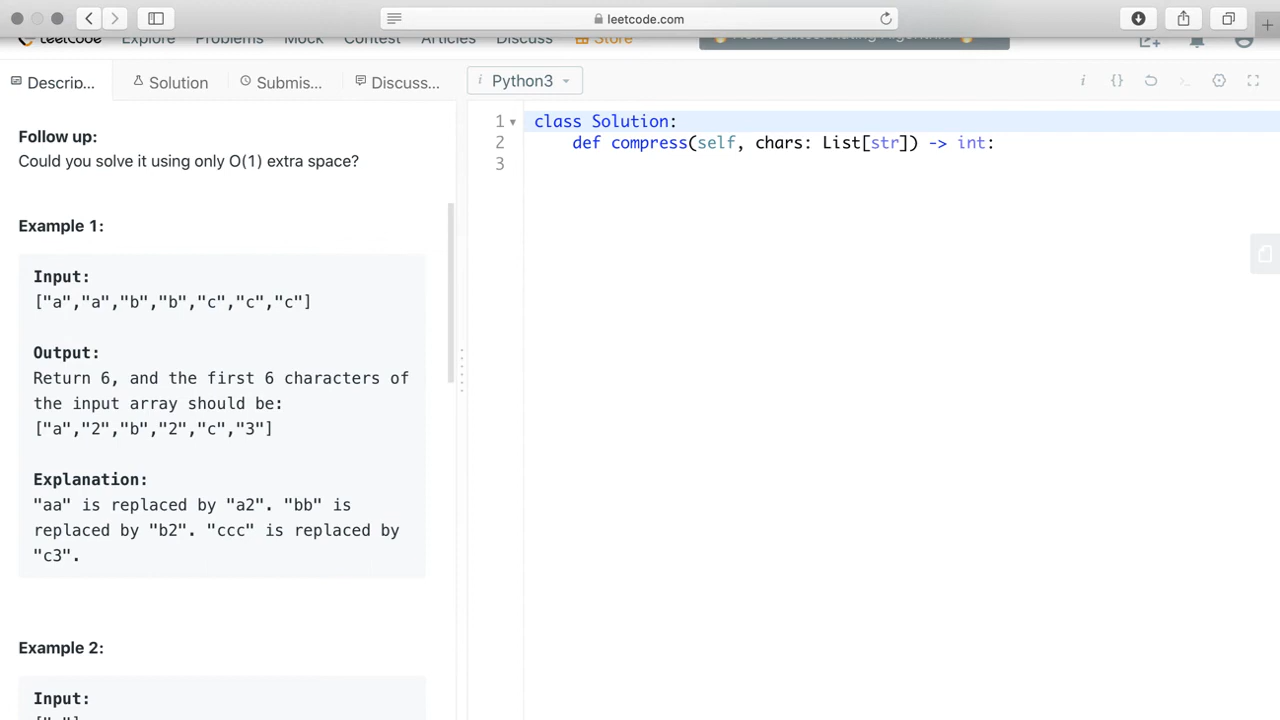 leetcode.com
LeetCode Explore Problems Mock Contest Articles Discuss Store
Descrip... Solution Submis... Discuss...
i Python3
Follow up:
Could you solve it using only O(1) extra space?
Example 1:
Input:
["a","a","b","b","c","c","c"]
Output:
Return 6, and the first 6 characters of
the input array should be:
["a","2","b","2","c","3"]
Explanation:
"aa" is replaced by "a2". "bb" is
replaced by "b2". "ccc" is replaced by
"c3".
Example 2:
Input:
1 class Solution:
2 def compress(self, chars: List[str]) -> int:
3